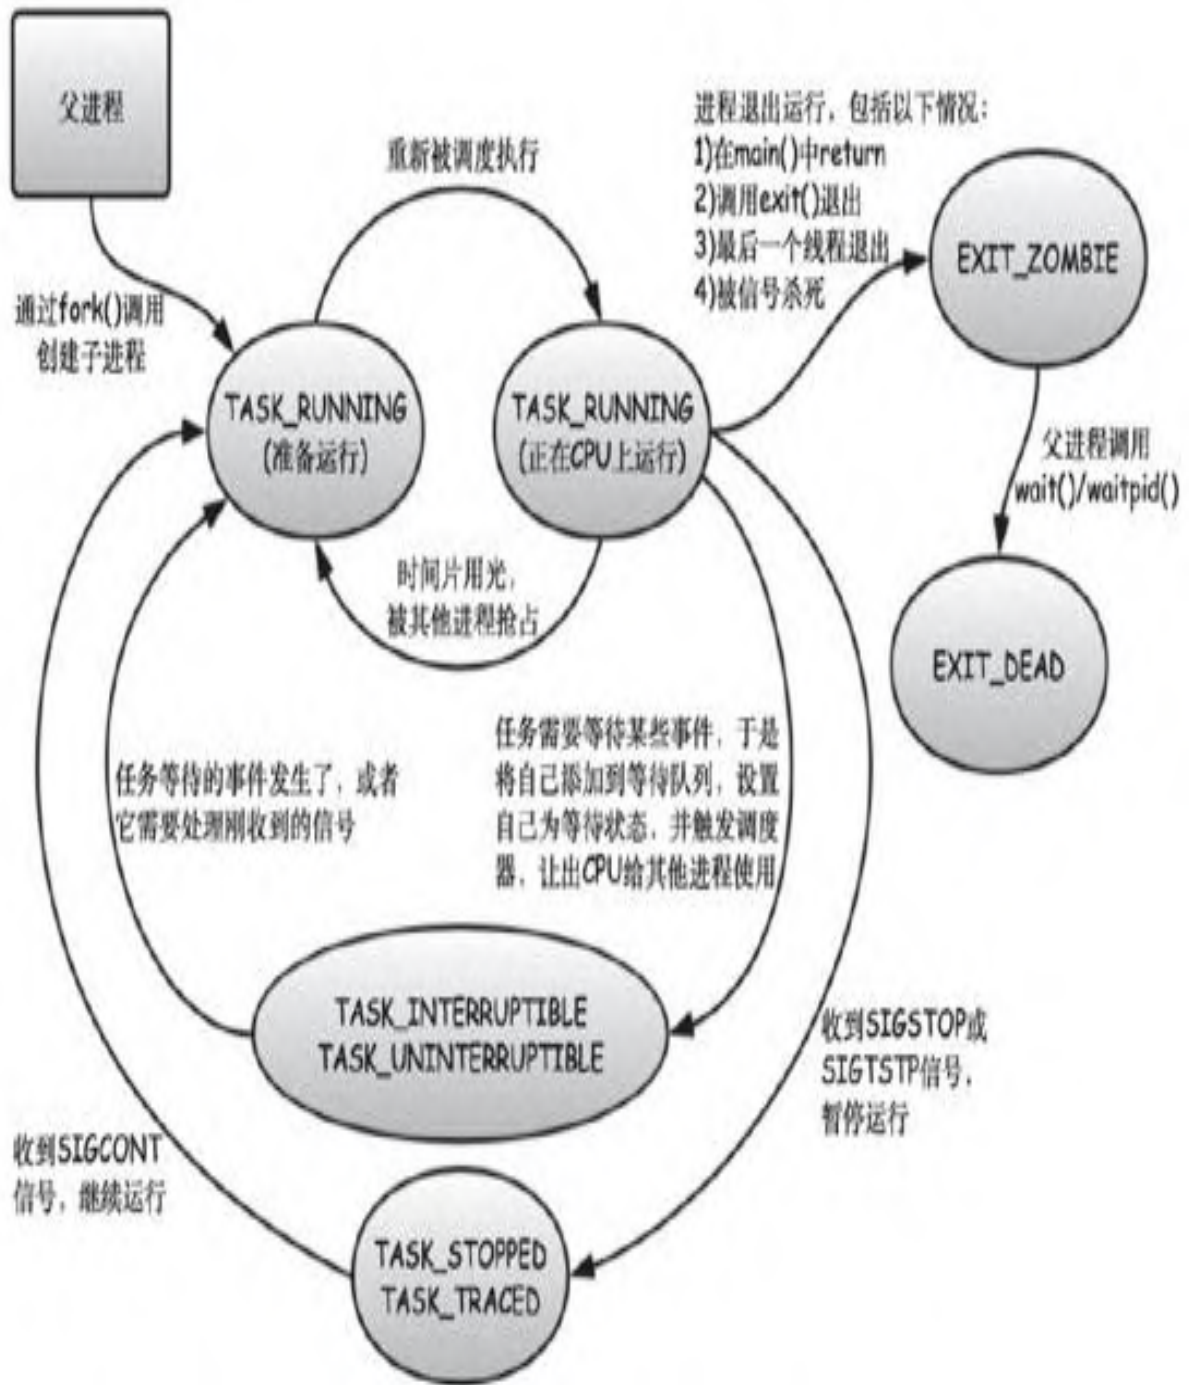 父进程
通过fork()调用
创建子进程
重新被调度执行
进程退出运行，包括以下情况：
1)在main()中return
2)调用exit()退出
3)最后一个线程退出
4)被信号杀死
EXIT_ZOMBIE
TASK_RUNNING
(准备运行)
TASK_RUNNING
(正在CPU上运行)
父进程调用
wait()/waitpid()
时间片用光，
被其他进程抢占
EXIT_DEAD
任务等待的事件发生了，或者
它需要处理刚收到的信号
任务需要等待某些事件，于是
将自己添加到等待队列，设置
自己为等待状态，并触发调度
器，让出CPU给其他进程使用
TASK_INTERRUPTIBLE
TASK_UNINTERRUPTIBLE
收到SIGSTOP或
SIGTSTP信号，
暂停运行
收到SIGCONT
信号，继续运行
TASK_STOPPED
TASK_TRACED